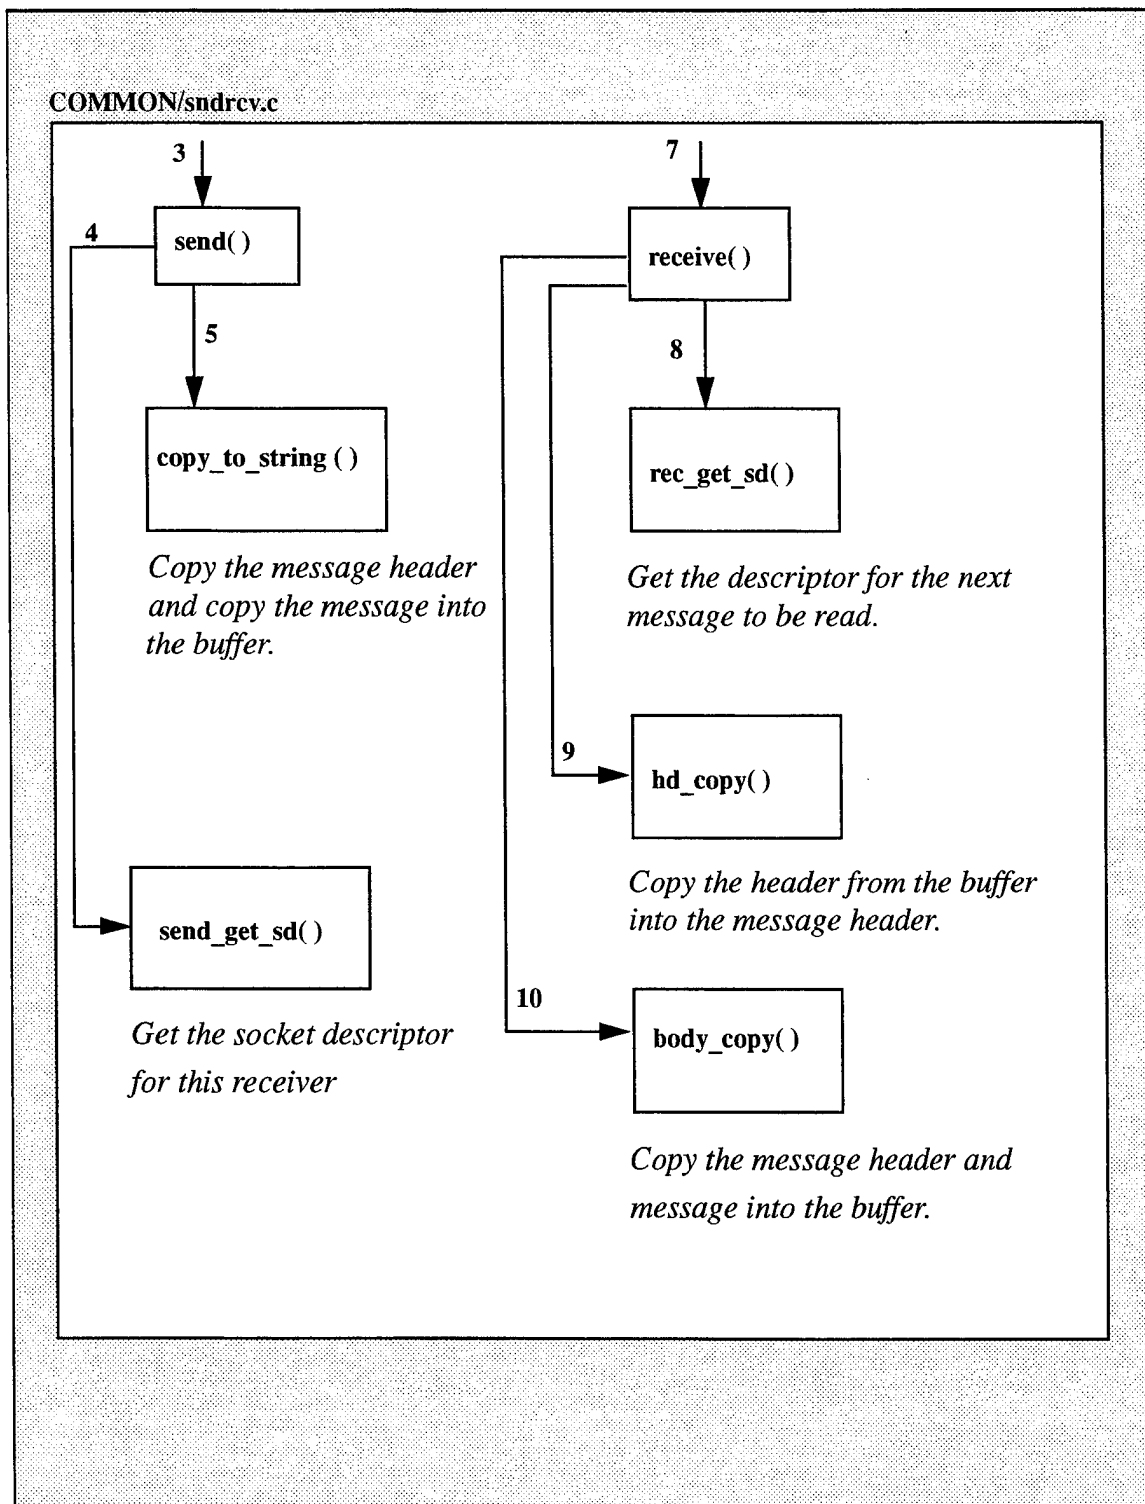 COMMON/sndrcv.c
3
send( )
4
5
copy_to_string ( )
Copy the message header
and copy the message into
the buffer.
send_get_sd( )
Get the socket descriptor
for this receiver
7
receive( )
8
rec_get_sd( )
Get the descriptor for the next
message to be read.
9
hd_copy( )
Copy the header from the buffer
into the message header.
10
body_copy( )
Copy the message header and
message into the buffer.